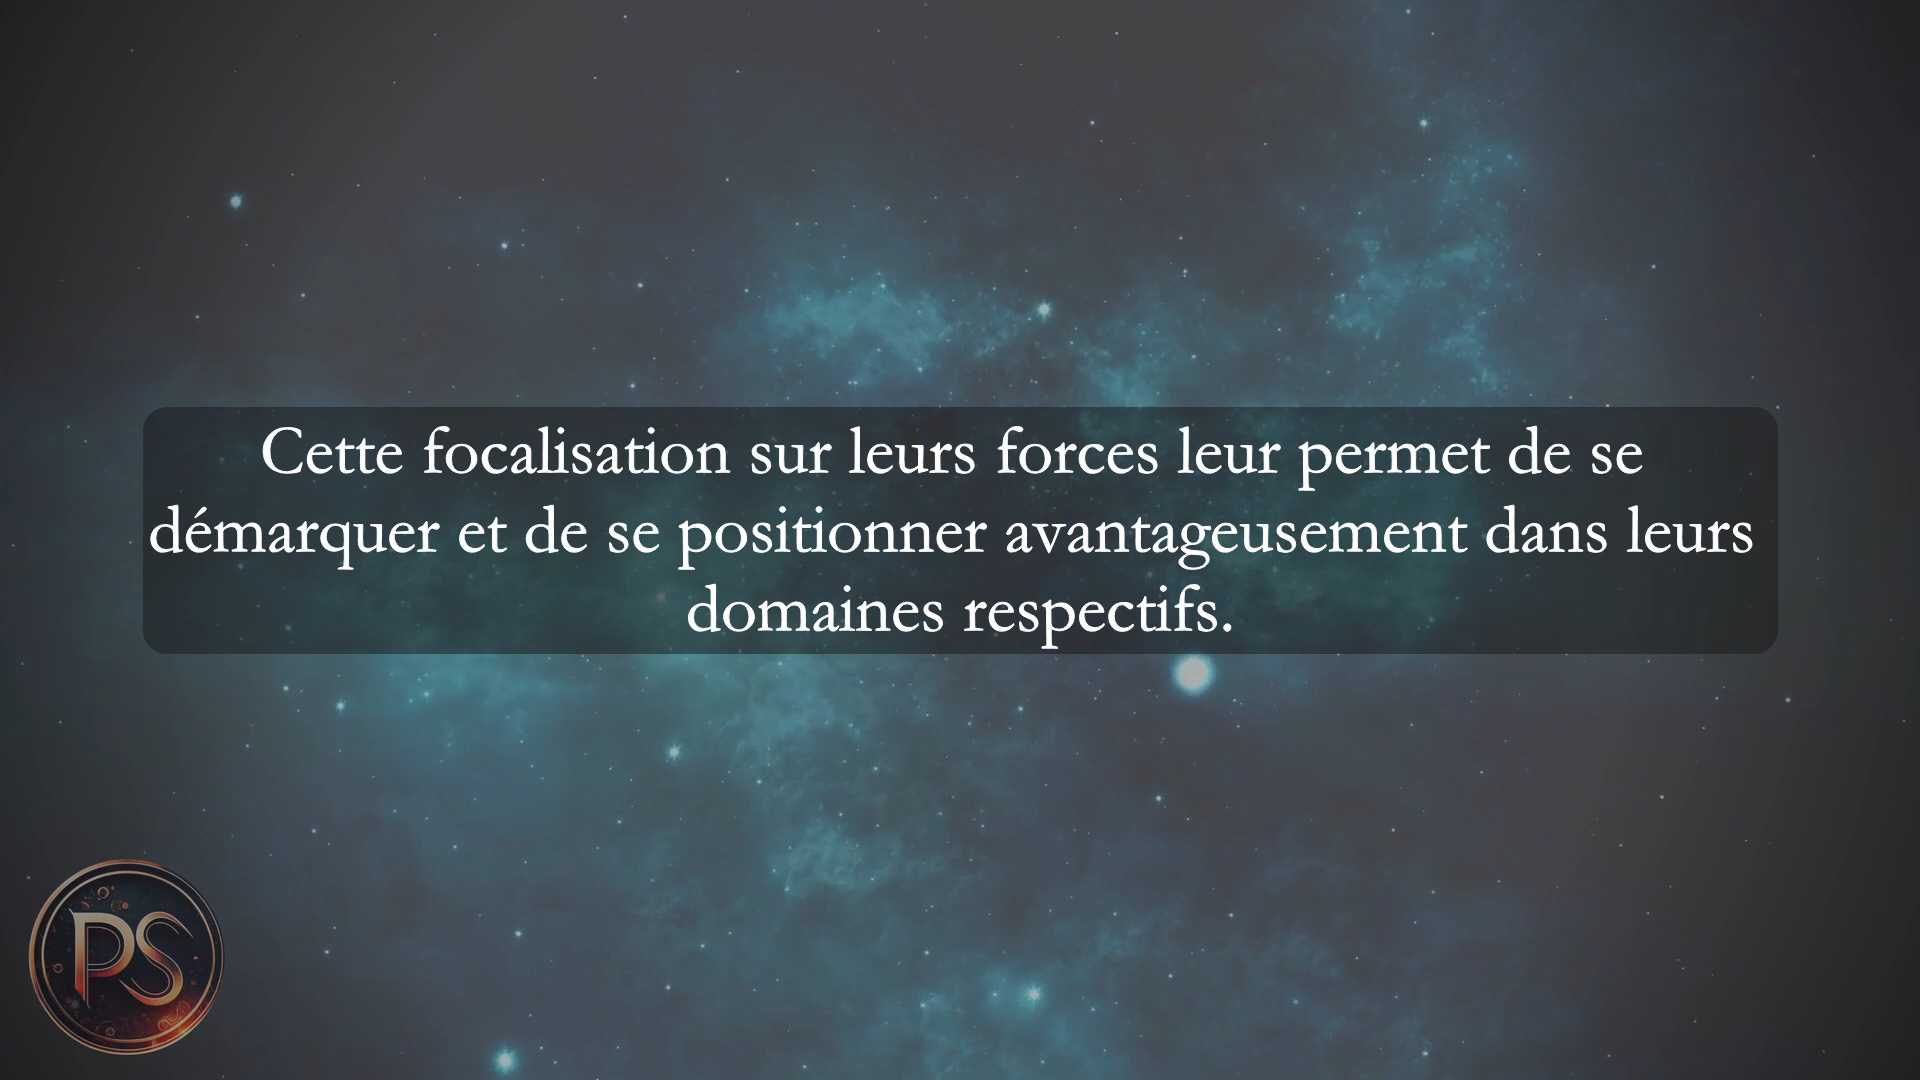 Cette focalisation sur leurs forces leur permet de se
démarquer et de se positionner avantageusement dans leurs
domaines respectifs.
PS